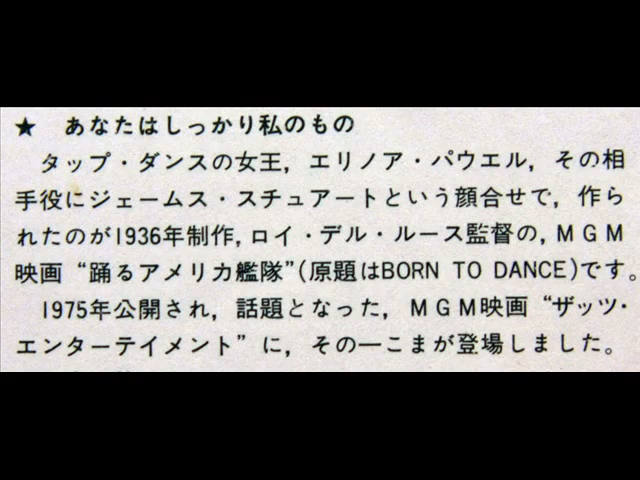 ★ あなたはしっかり私のもの
タップ・ダンスの女王，エリノア・パウエル，その相
手役にジェームス・スチュアートという顔合せで，作ら
れたのが1936年制作，ロイ・デル・ルース監督の，ＭＧＭ
映画“踊るアメリカ艦隊”(原題はBORN TO DANCE)です。
1975年公開され，話題となった，ＭＧＭ映画“ザッツ・
エンターテイメント”に，その一こまが登場しました。